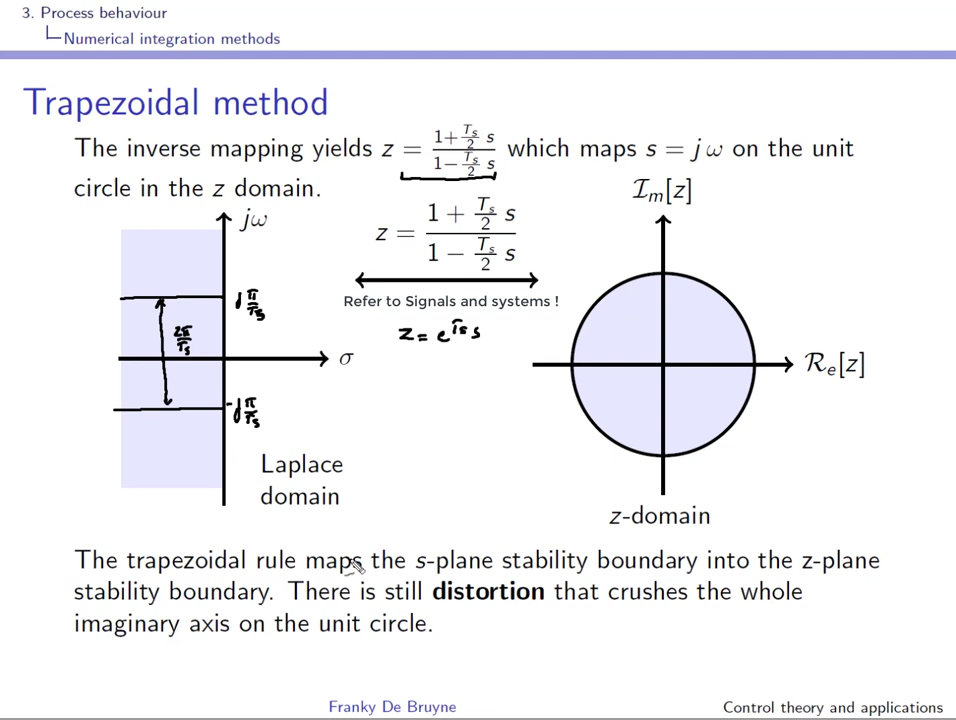 3. Process behaviour
Numerical integration methods
Trapezoidal method
The inverse mapping yields z = (1+ Ts/2 s)/(1− Ts/2 s) which maps s = j ω on the unit
circle in the z domain.
jω
z = (1 + Ts/2 s)/(1 − Ts/2 s)
Im[z]
Refer to Signals and systems !
z = e^Ts s
j π/Ts
2π/Ts
σ
Re[z]
-j π/Ts
Laplace
domain
z-domain
The trapezoidal rule maps the s-plane stability boundary into the z-plane
stability boundary. There is still distortion that crushes the whole
imaginary axis on the unit circle.
Franky De Bruyne
Control theory and applications